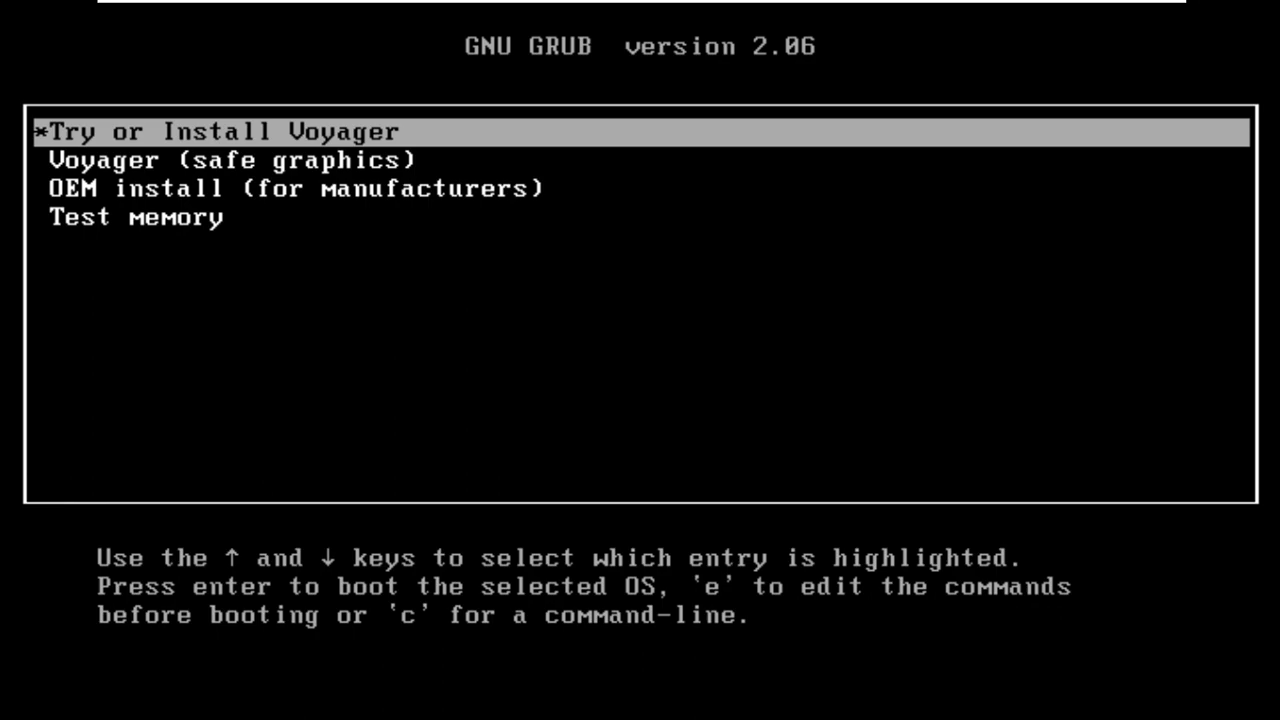 GNU GRUB  version 2.06
*Try or Install Voyager
Voyager (safe graphics)
OEM install (for manufacturers)
Test memory
Use the ↑ and ↓ keys to select which entry is highlighted.
Press enter to boot the selected OS, `e' to edit the commands
before booting or `c' for a command-line.